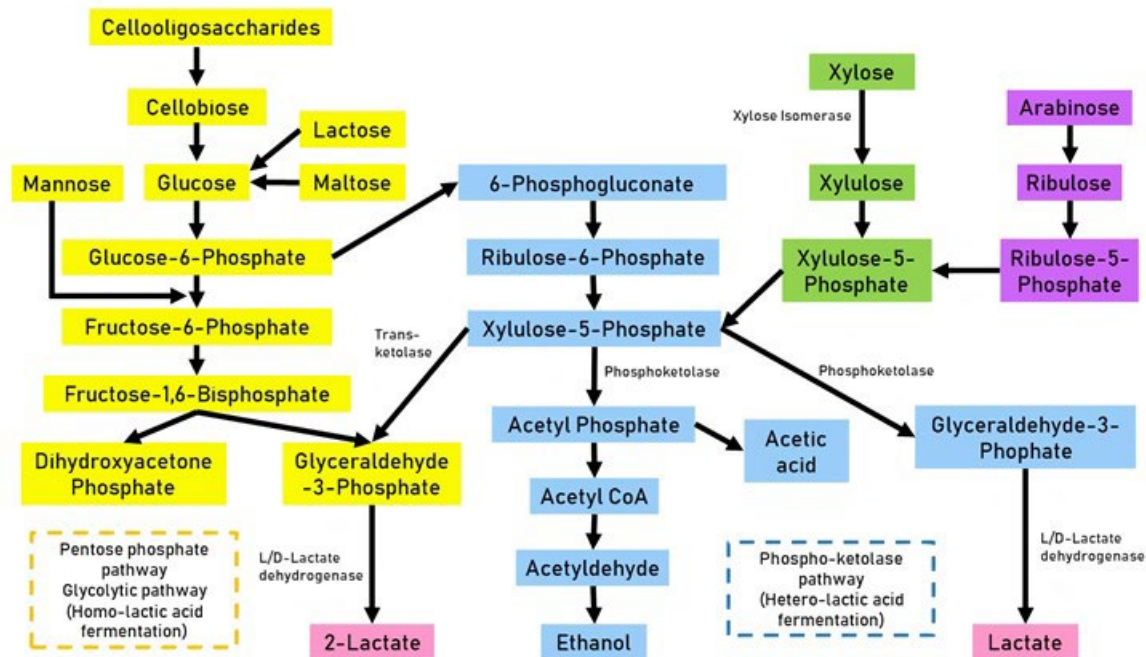 Cellooligosaccharides
Cellobiose
Lactose
Mannose
Glucose
Maltose
Glucose-6-Phosphate
Fructose-6-Phosphate
Fructose-1,6-Bisphosphate
Dihydroxyacetone
Phosphate
Glyceraldehyde
-3-Phosphate
Pentose phosphate
pathway
Glycolytic pathway
(Homo-lactic acid
fermentation)
L/D-Lactate
dehydrogenase
2-Lactate
6-Phosphogluconate
Ribulose-6-Phosphate
Xylulose-5-Phosphate
Trans-
ketolase
Phosphoketolase
Phosphoketolase
Acetyl Phosphate
Acetic
acid
Acetyl CoA
Acetyldehyde
Ethanol
Xylose
Xylose Isomerase
Xylulose
Xylulose-5-
Phosphate
Arabinose
Ribulose
Ribulose-5-
Phosphate
Glyceraldehyde-3-
Phophate
Phospho-ketolase
pathway
(Hetero-lactic acid
fermentation)
L/D-Lactate
dehydrogenase
Lactate